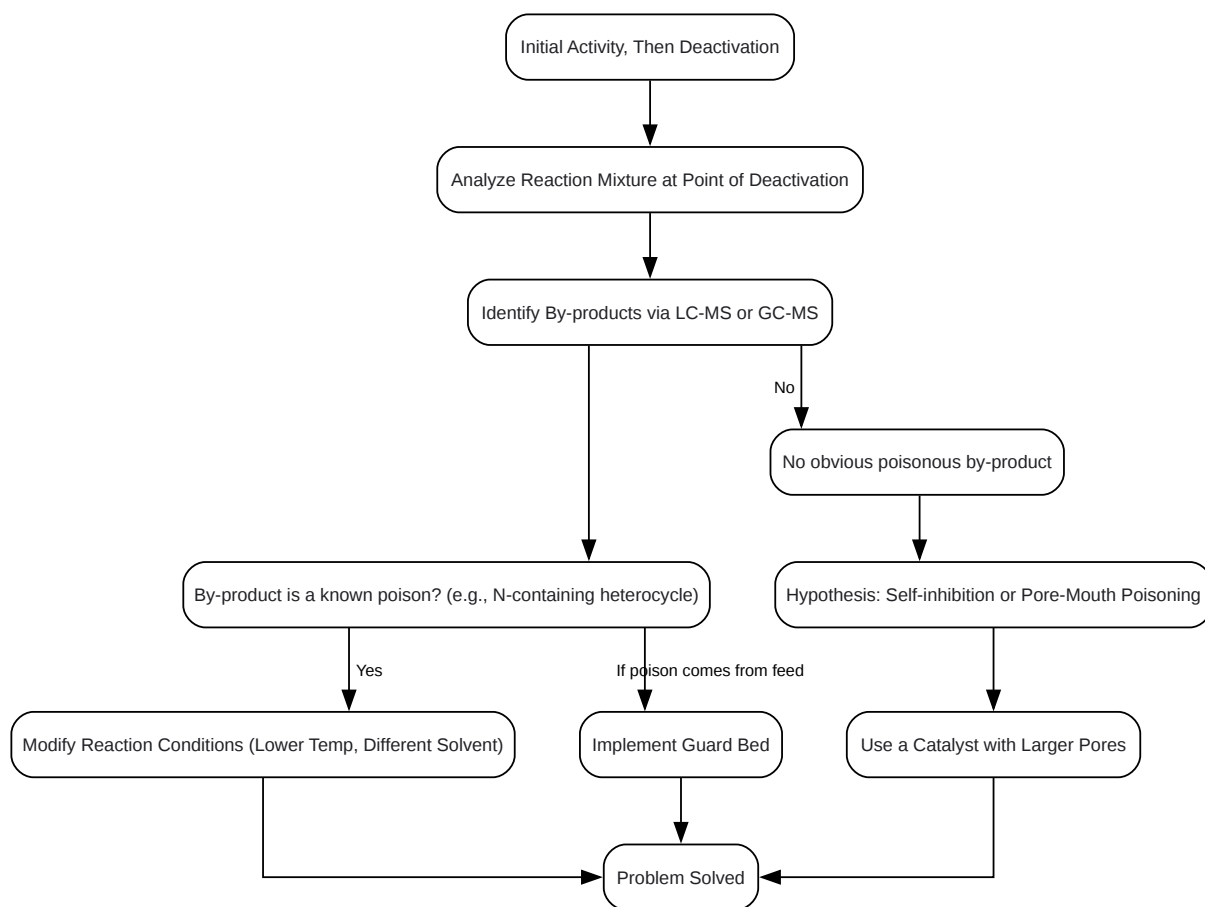 Initial Activity, Then Deactivation
Analyze Reaction Mixture at Point of Deactivation
Identify By-products via LC-MS or GC-MS
No
No obvious poisonous by-product
By-product is a known poison? (e.g., N-containing heterocycle)
Hypothesis: Self-inhibition or Pore-Mouth Poisoning
Yes
If poison comes from feed
Modify Reaction Conditions (Lower Temp, Different Solvent)
Implement Guard Bed
Use a Catalyst with Larger Pores
Problem Solved